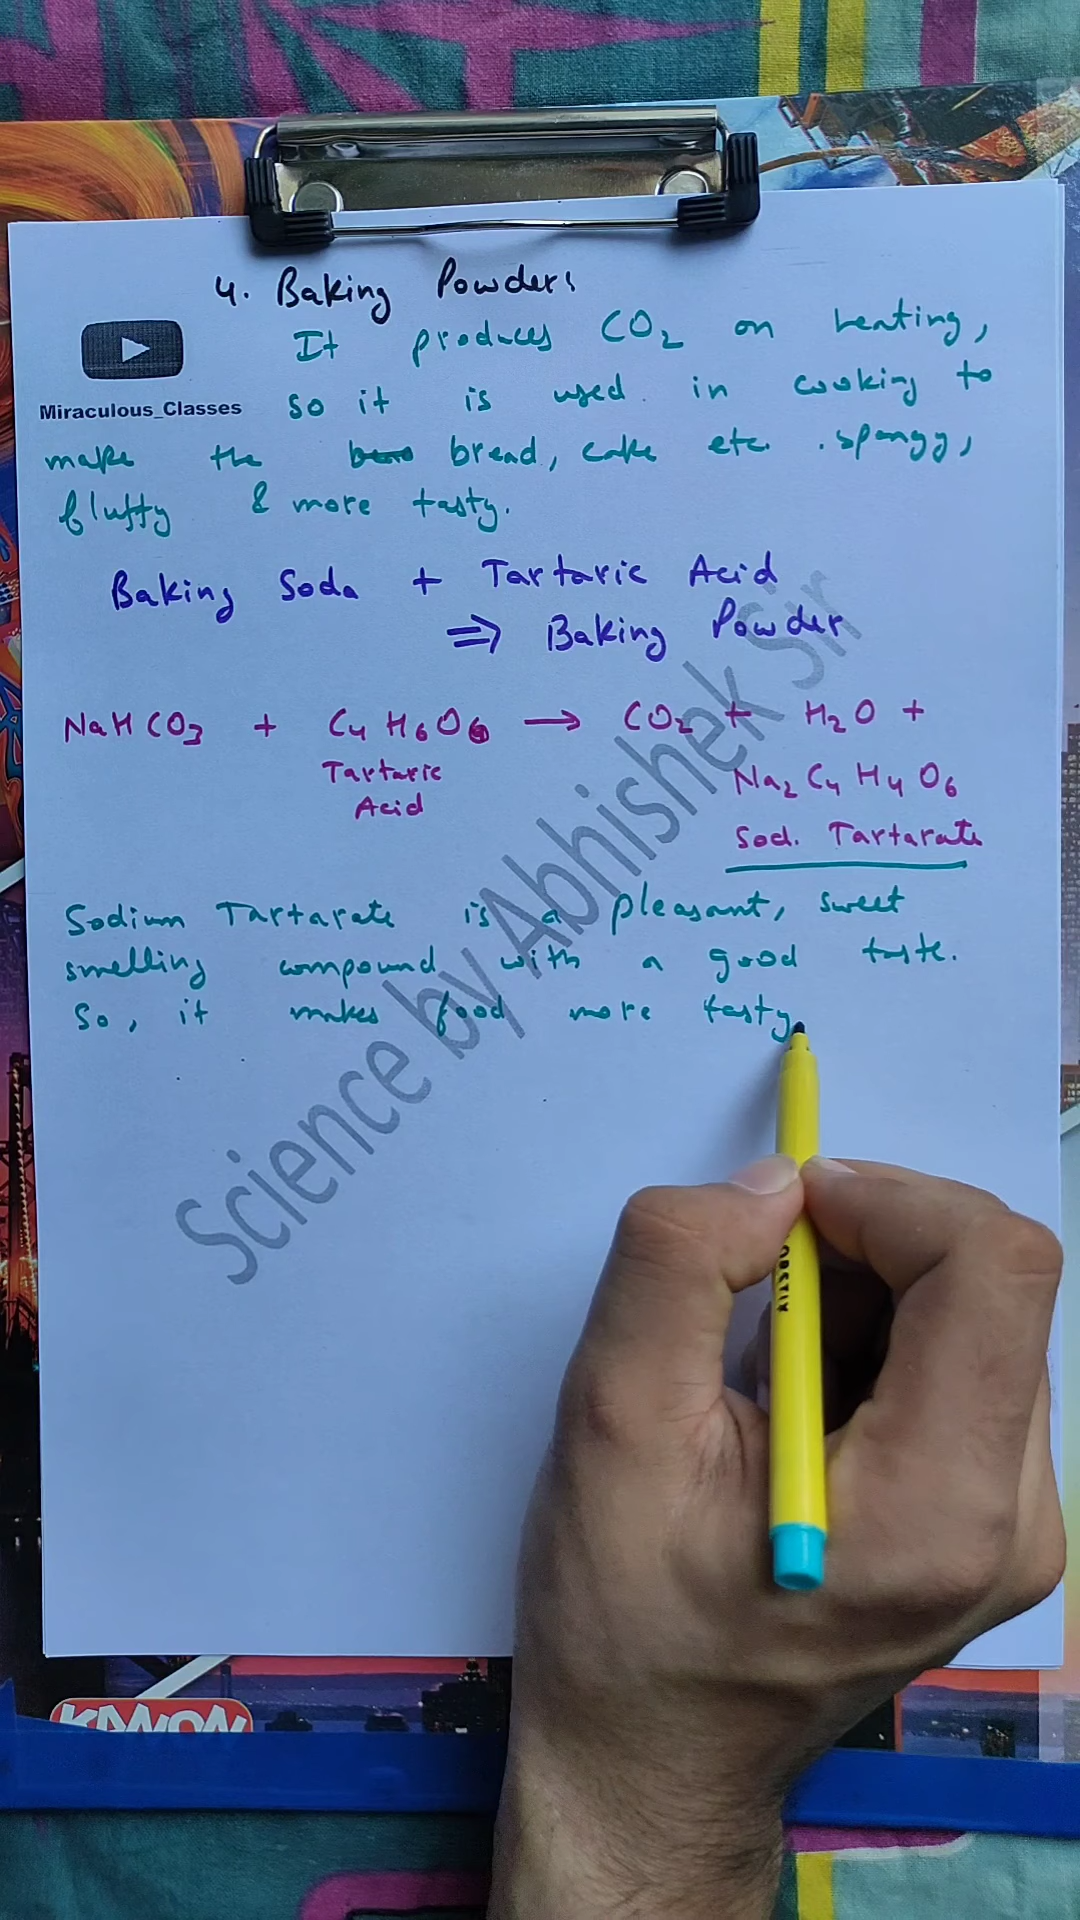 4. Baking Powder:
It produces CO2 on heating,
Miraculous_Classes
so it is used in cooking to
make the bread, cake etc. spongy,
fluffy & more tasty.
Baking Soda + Tartaric Acid
⇒ Baking Powder
NaHCO3 + C4H6O6 → CO2 + H2O +
Tartaric
Acid
Na2C4H4O6
Sod. Tartarate
Sodium Tartarate is a pleasant, sweet
smelling compound with a good taste.
So, it makes food more tasty.
Science by Abhishek Sir